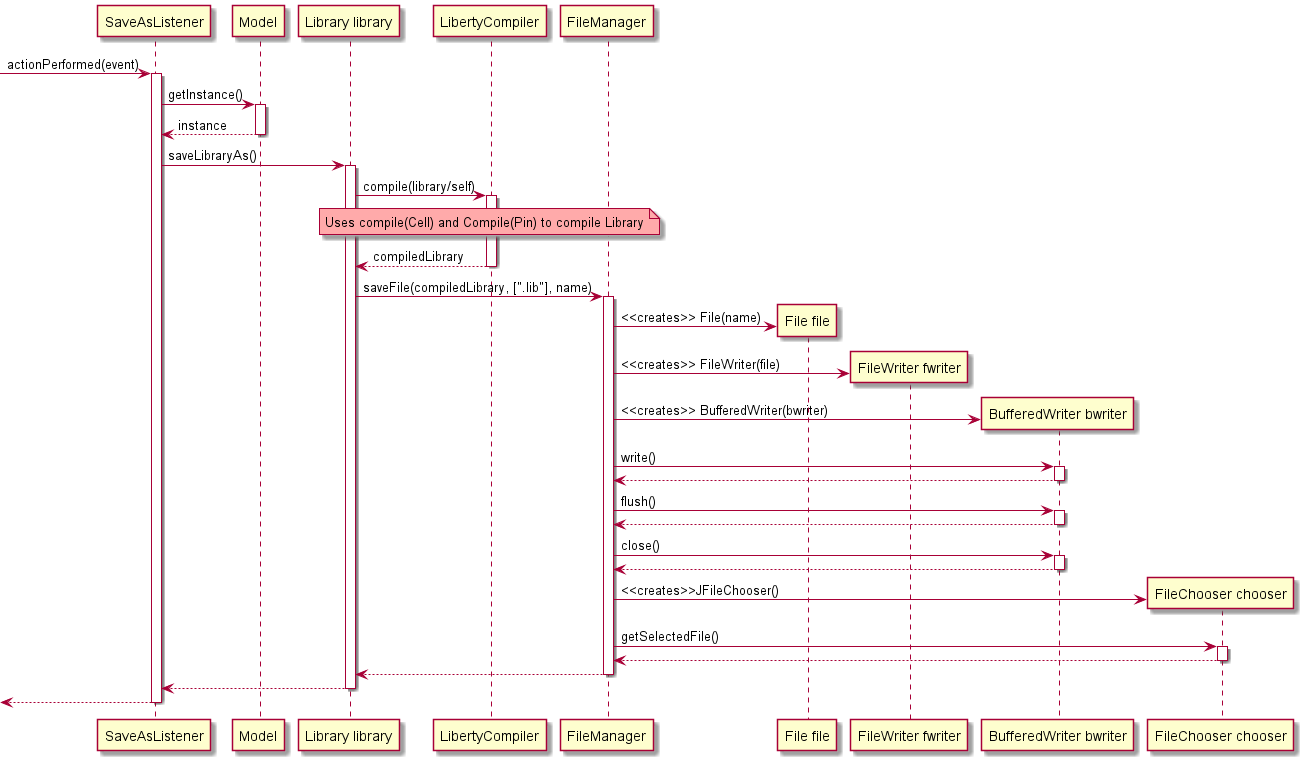 SaveAsListener
Model
Library library
LibertyCompiler
FileManager
actionPerformed(event)
getInstance()
instance
saveLibraryAs()
compile(library/self)
Uses compile(Cell) and Compile(Pin) to compile Library
compiledLibrary
saveFile(compiledLibrary, [".lib"], name)
<<creates>> File(name)
File file
<<creates>> FileWriter(file)
FileWriter fwriter
<<creates>> BufferedWriter(bwriter)
BufferedWriter bwriter
write()
flush()
close()
<<creates>>JFileChooser()
FileChooser chooser
getSelectedFile()
SaveAsListener
Model
Library library
LibertyCompiler
FileManager
File file
FileWriter fwriter
BufferedWriter bwriter
FileChooser chooser